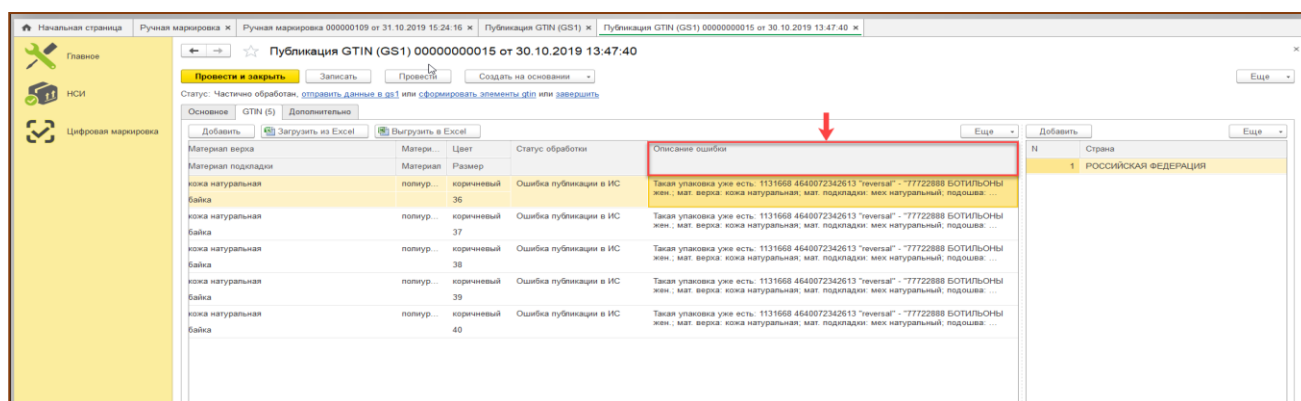 Начальная страница Ручная маркировка × Ручная маркировка 000000109 от 31.10.2019 15:24:16 × Публикация GTIN (GS1) × Публикация GTIN (GS1) 00000000015 от 30.10.2019 13:47:40 ×
Главное
НСИ
Цифровая маркировка
Публикация GTIN (GS1) 00000000015 от 30.10.2019 13:47:40 ×
Провести и закрыть Записать Провести Создать на основании Еще
Статус: Частично обработан, отправить данные в gs1 или сформировать элементы gtin или завершить
Основное GTIN (5) Дополнительно
Добавить Загрузить из Excel Выгрузить в Excel Еще Добавить Еще
Материал верха Матери... Цвет Статус обработки Описание ошибки N Страна
Материал подкладки Материал Размер
1 РОССИЙСКАЯ ФЕДЕРАЦИЯ
кожа натуральная полиур... коричневый Ошибка публикации в ИС Такая упаковка уже есть: 1131668 4640072342613 "reversal" - "77722888 БОТИЛЬОНЫ
байка 36 жен.; мат. верха: кожа натуральная; мат. подкладки: мех натуральный; подошва: ...
кожа натуральная полиур... коричневый Ошибка публикации в ИС Такая упаковка уже есть: 1131668 4640072342613 "reversal" - "77722888 БОТИЛЬОНЫ
байка 37 жен.; мат. верха: кожа натуральная; мат. подкладки: мех натуральный; подошва: ...
кожа натуральная полиур... коричневый Ошибка публикации в ИС Такая упаковка уже есть: 1131668 4640072342613 "reversal" - "77722888 БОТИЛЬОНЫ
байка 38 жен.; мат. верха: кожа натуральная; мат. подкладки: мех натуральный; подошва: ...
кожа натуральная полиур... коричневый Ошибка публикации в ИС Такая упаковка уже есть: 1131668 4640072342613 "reversal" - "77722888 БОТИЛЬОНЫ
байка 39 жен.; мат. верха: кожа натуральная; мат. подкладки: мех натуральный; подошва: ...
кожа натуральная полиур... коричневый Ошибка публикации в ИС Такая упаковка уже есть: 1131668 4640072342613 "reversal" - "77722888 БОТИЛЬОНЫ
байка 40 жен.; мат. верха: кожа натуральная; мат. подкладки: мех натуральный; подошва: ...